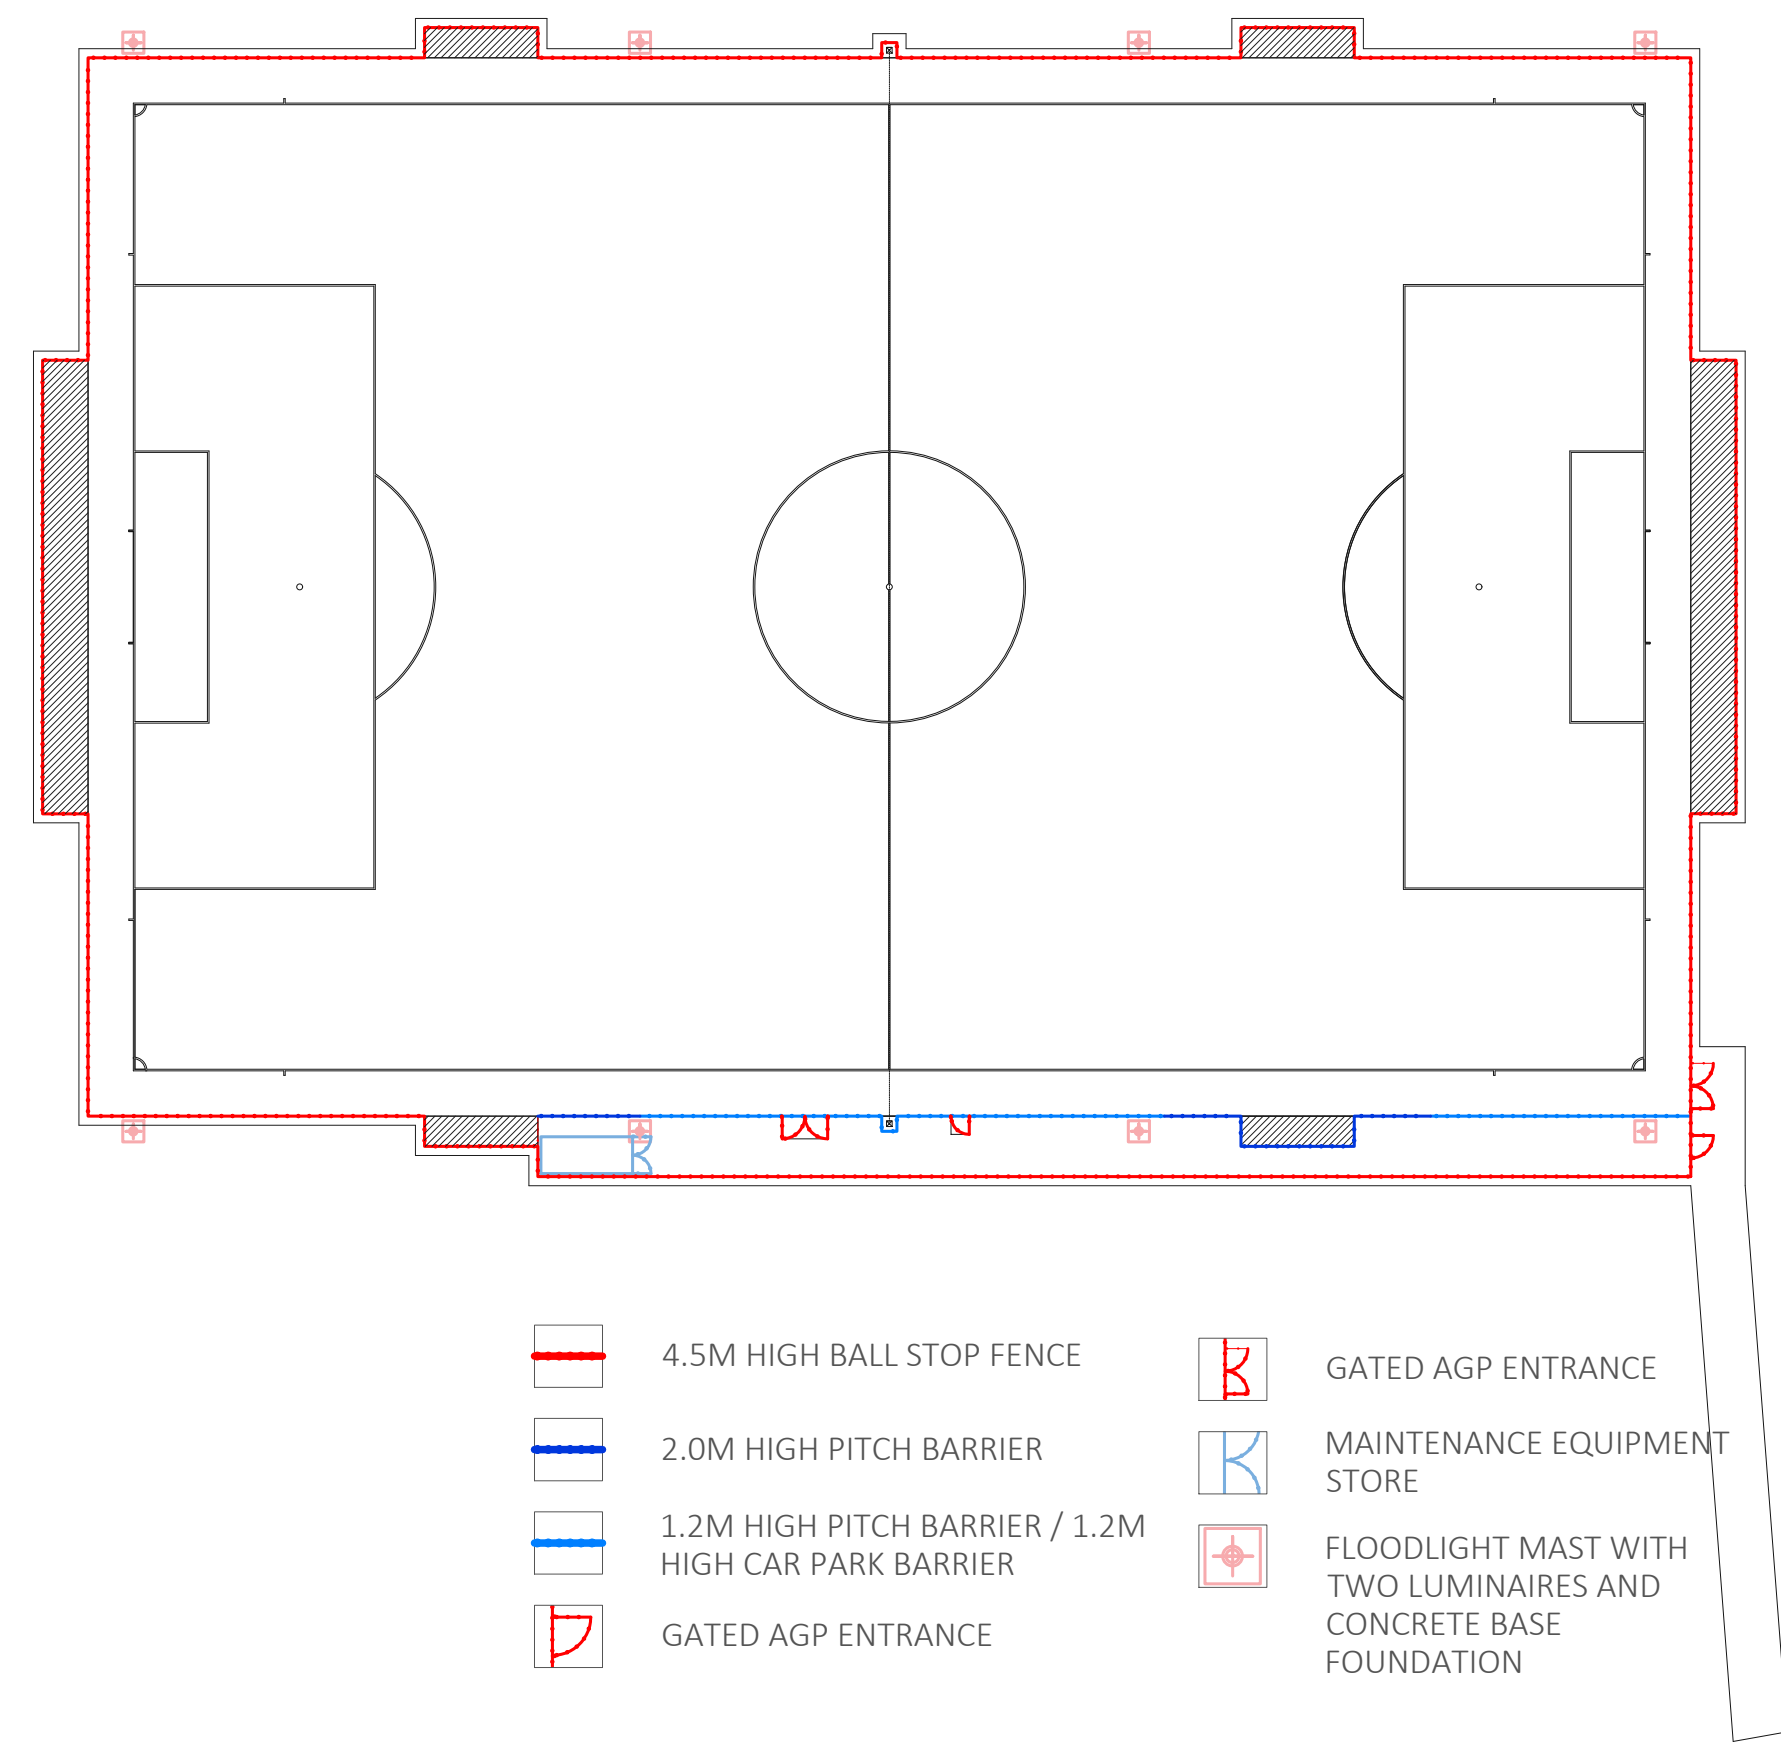 4.5M HIGH BALL STOP FENCE
2.0M HIGH PITCH BARRIER
1.2M HIGH PITCH BARRIER / 1.2M
HIGH CAR PARK BARRIER
GATED AGP ENTRANCE
GATED AGP ENTRANCE
MAINTENANCE EQUIPMENT
STORE
FLOODLIGHT MAST WITH
TWO LUMINAIRES AND
CONCRETE BASE
FOUNDATION